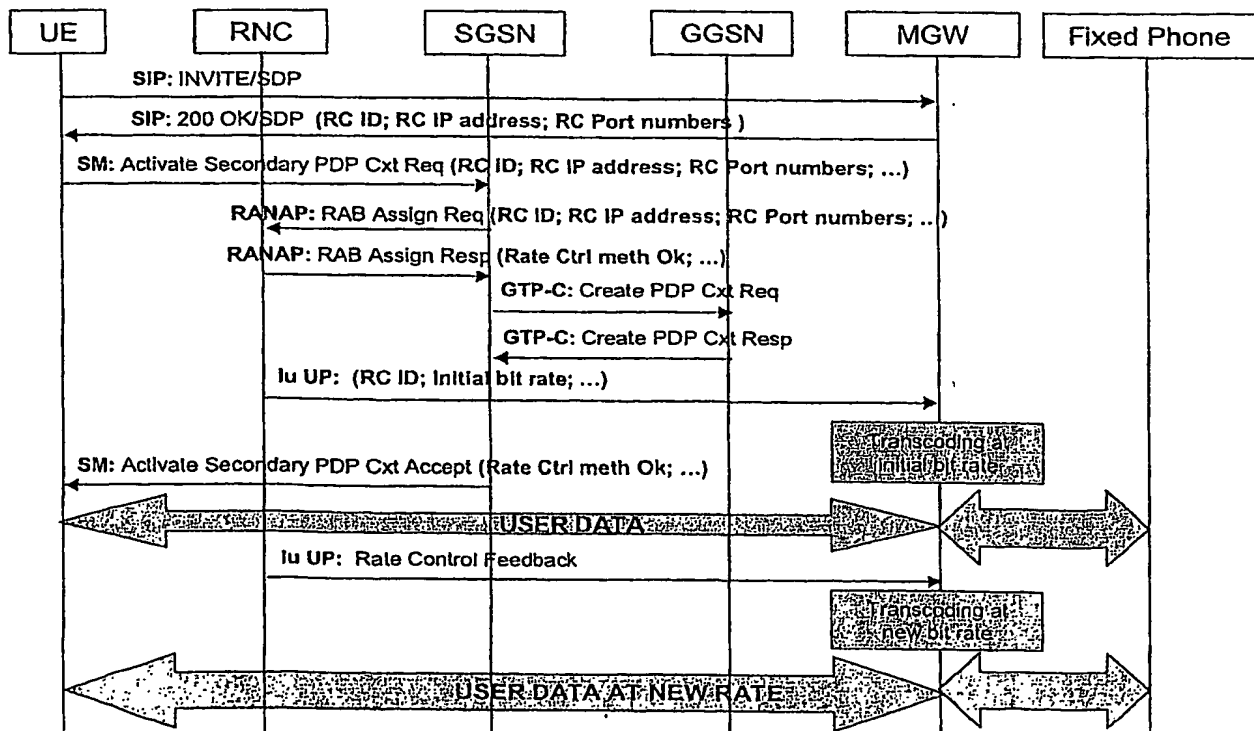 UE RNC SGSN GGSN MGW Fixed Phone
SIP: INVITE/SDP
SIP: 200 OK/SDP (RC ID; RC IP address; RC Port numbers )
SM: Activate Secondary PDP Cxt Req (RC ID; RC IP address; RC Port numbers; ...)
RANAP: RAB Assign Req (RC ID; RC IP address; RC Port numbers; ...)
RANAP: RAB Assign Resp (Rate Ctrl meth Ok; ...)
GTP-C: Create PDP Cxt Req
GTP-C: Create PDP Cxt Resp
Iu UP: (RC ID; Initial bit rate; ...)
Transcoding at
initial bit rate
SM: Activate Secondary PDP Cxt Accept (Rate Ctrl meth Ok; ...)
USER DATA
Iu UP: Rate Control Feedback
Transcoding at
new bit rate
USER DATA AT NEW RATE